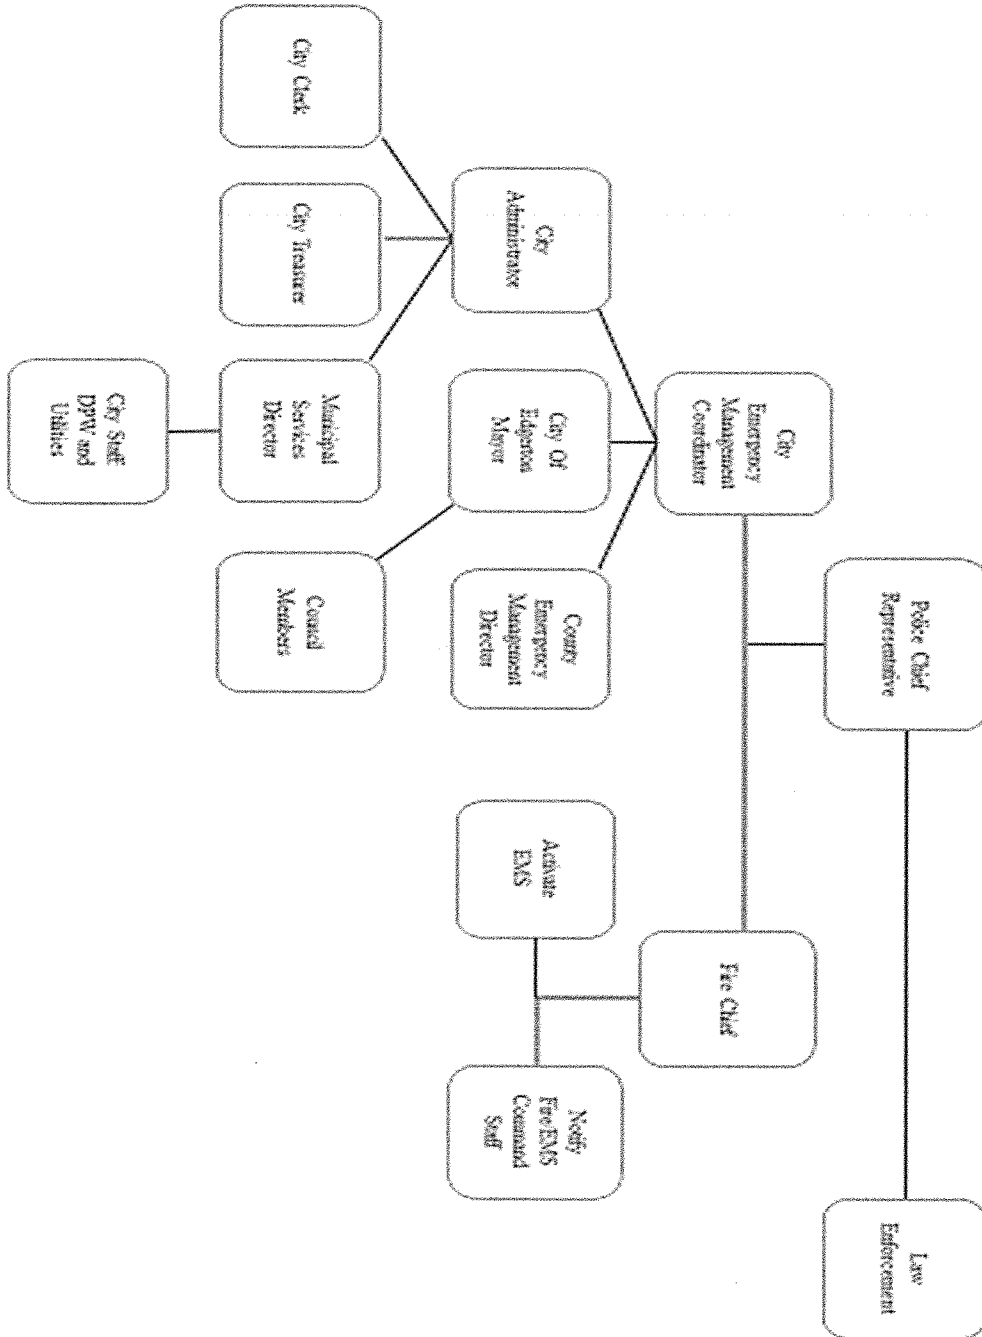 Police Chief
Representative
Law
Enforcement
City
Emergency
Management
Coordinator
Fire Chief
City
Administrator
City Of
Edgerton
Mayor
County
Emergency
Management
Director
Activate
EMS
Notify
Fire/EMS
Command
Staff
City Clerk
City Treasurer
Municipal
Services
Director
Council
Members
City Staff
DPW and
Utilities